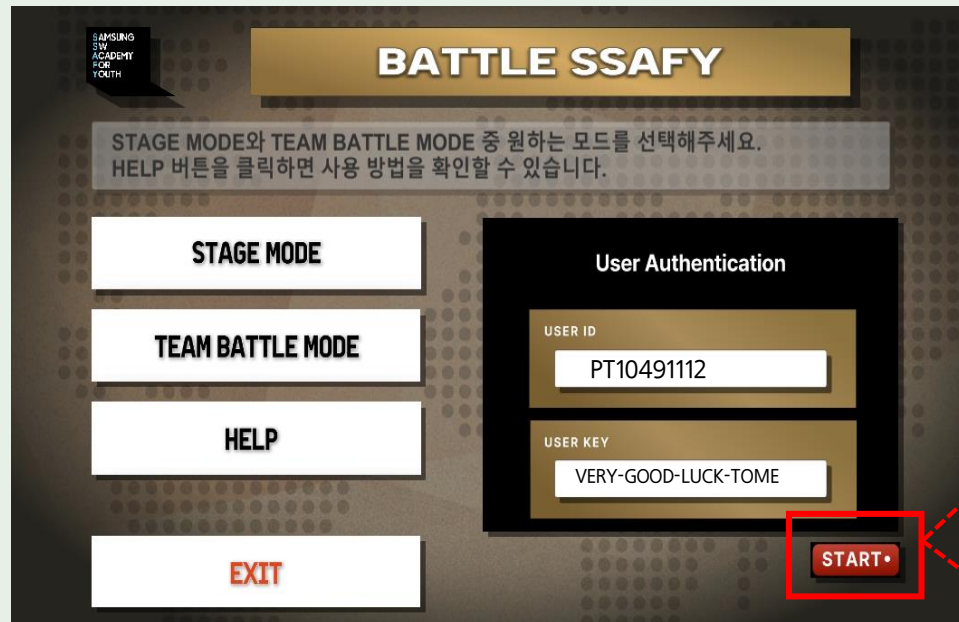 SAMSUNG
SW
ACADEMY
FOR
YOUTH
BATTLE SSAFY
STAGE MODE와 TEAM BATTLE MODE 중 원하는 모드를 선택해주세요.
HELP 버튼을 클릭하면 사용 방법을 확인할 수 있습니다.
STAGE MODE
TEAM BATTLE MODE
HELP
EXIT
User Authentication
USER ID
PT10491112
USER KEY
VERY-GOOD-LUCK-TOME
START•